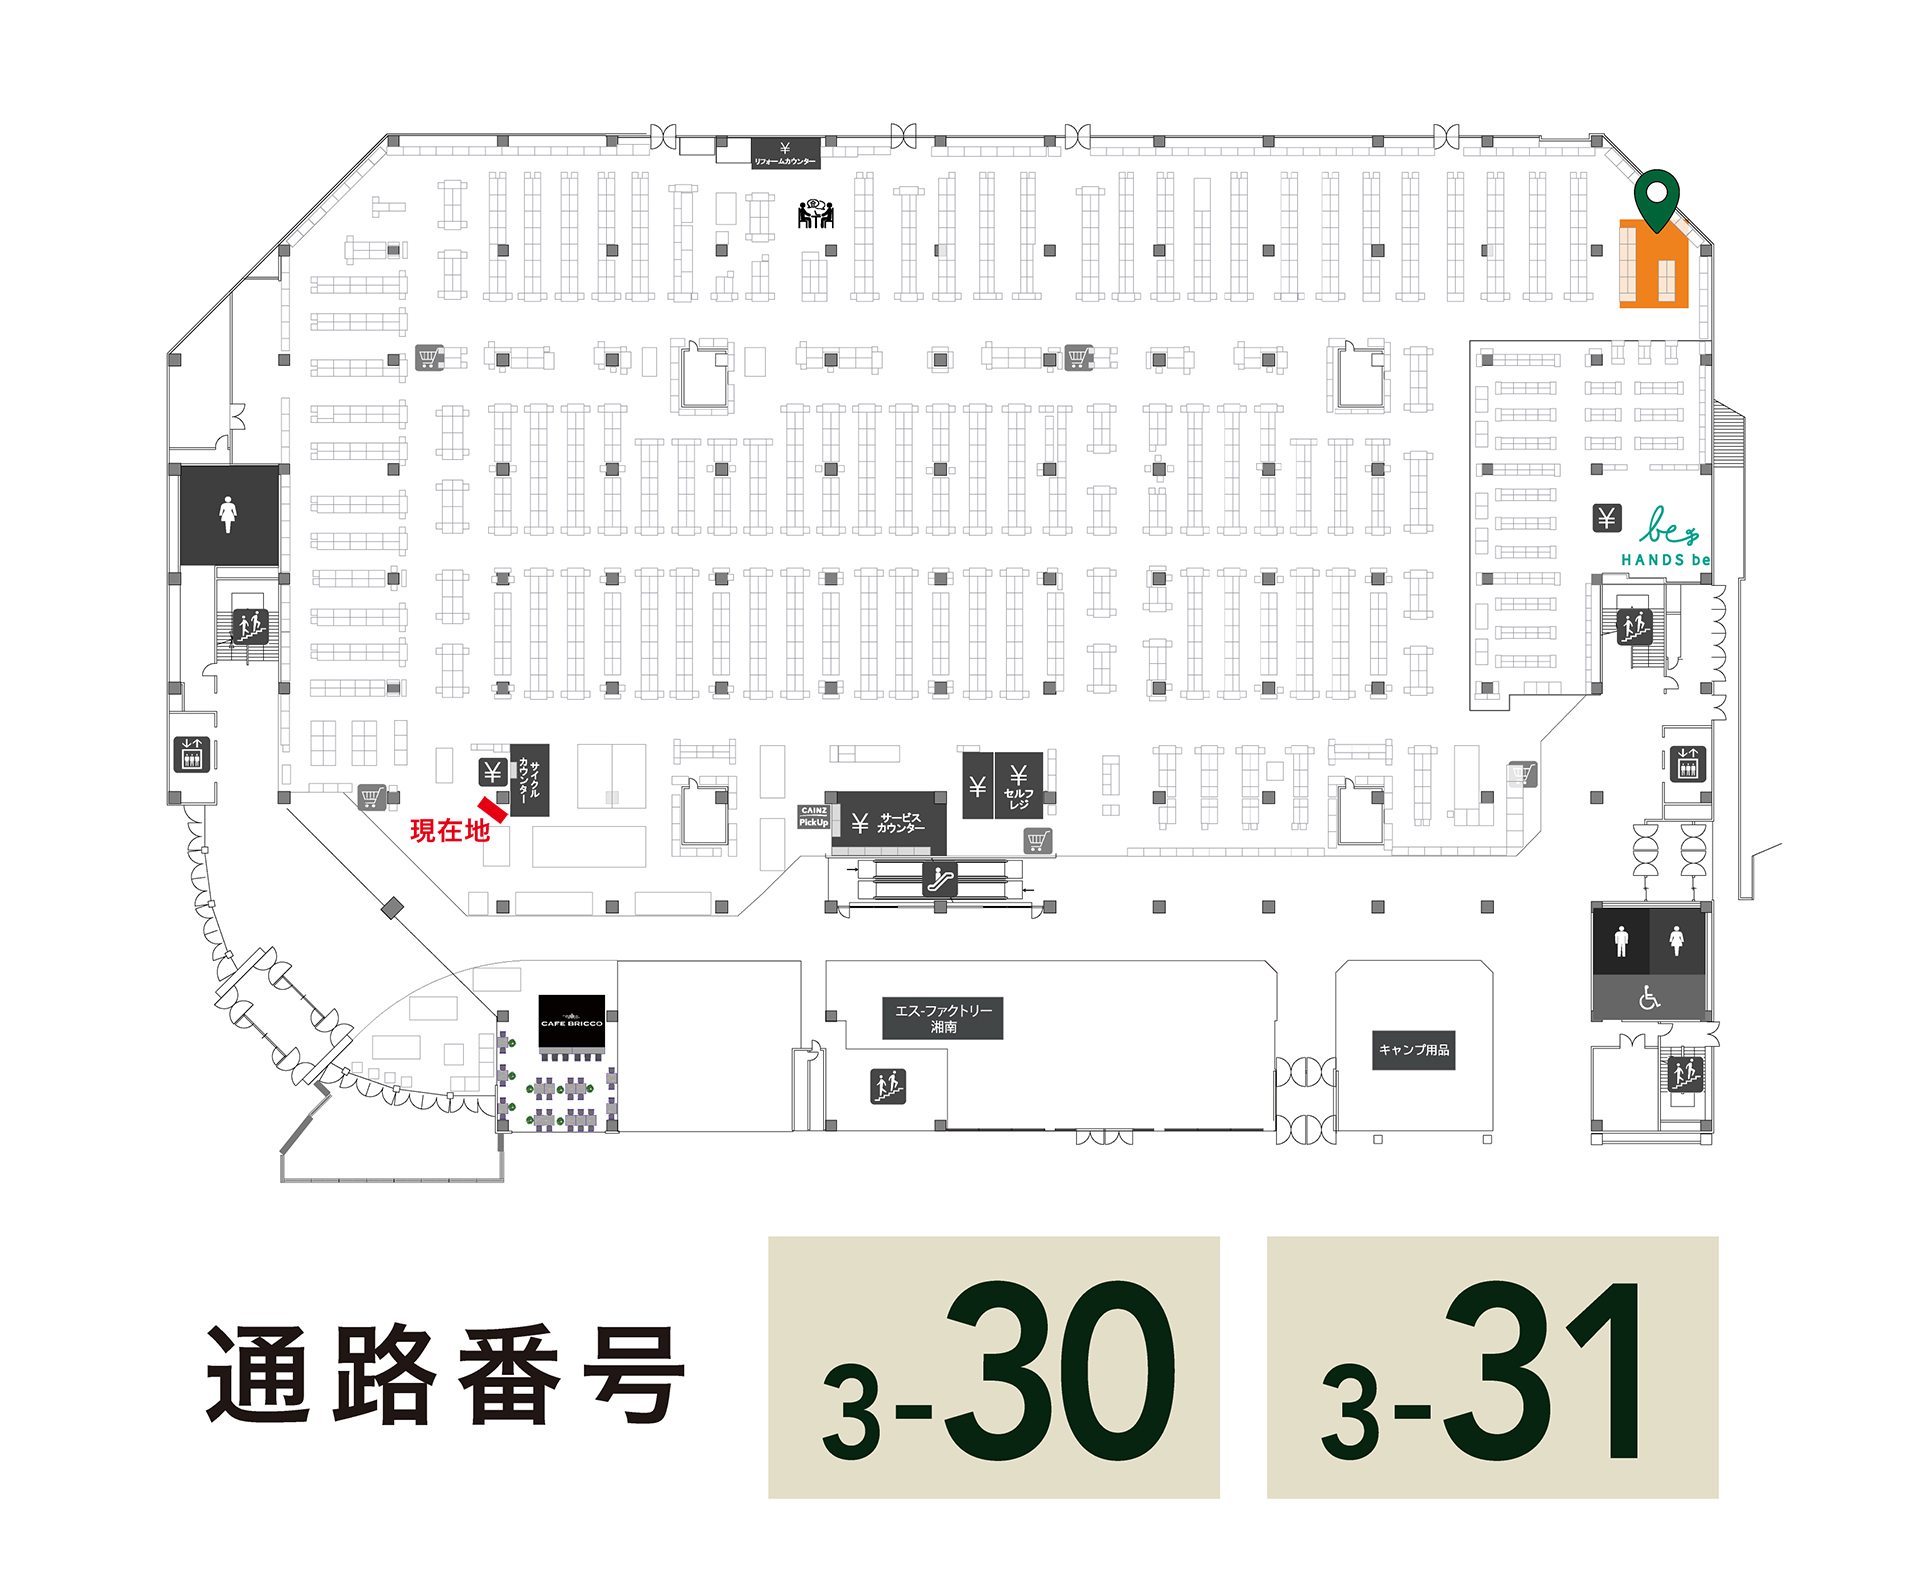 ¥
リフォームカウンター
¥
be
HANDS be
¥
サイクル
カウンター
現在地
CAINZ
PickUp
¥
サービス
カウンター
¥
¥
セルフ
レジ
CAFE BRICCO
エス-ファクトリー
湘南
キャンプ用品
通路番号
3-30
3-31